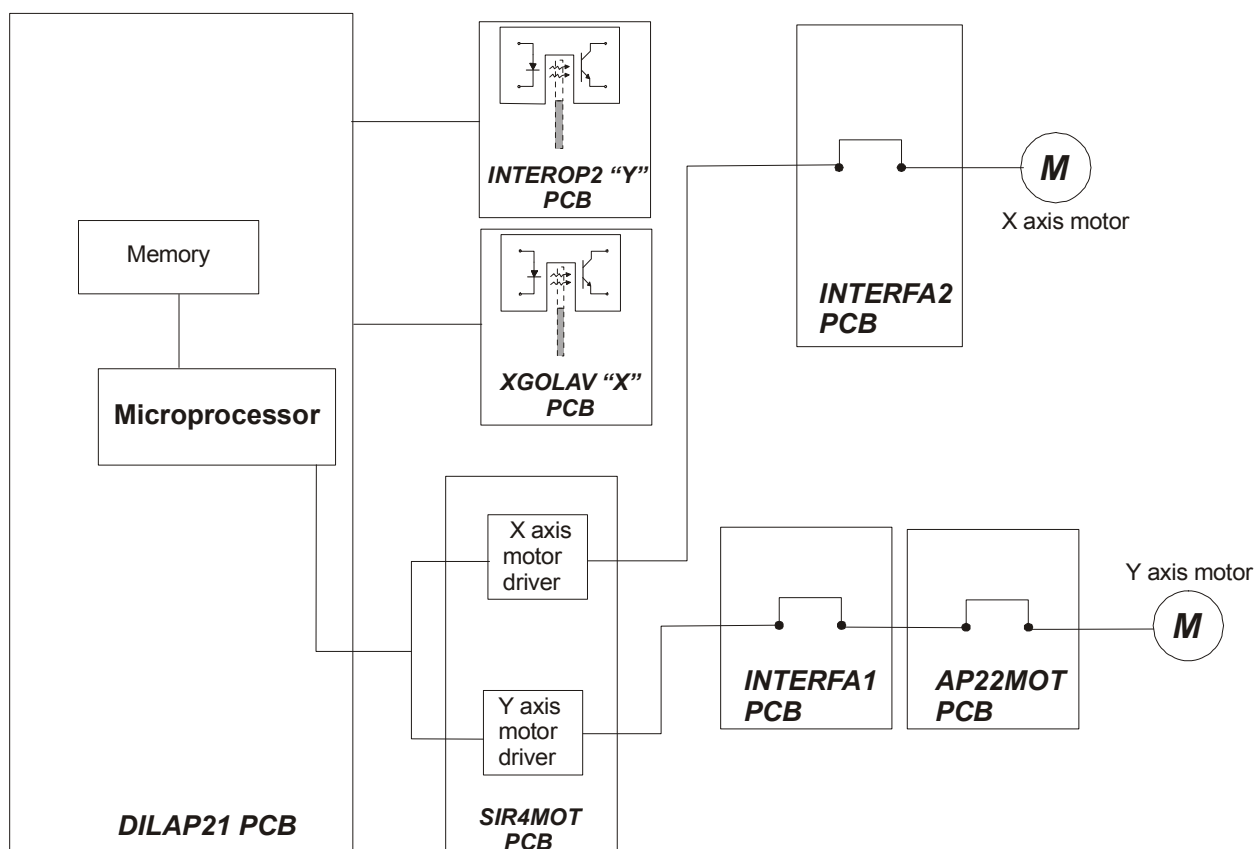 INTEROP2 “Y”
PCB
M
X axis motor
Memory
INTERFA2
PCB
XGOLAV “X”
PCB
Microprocessor
X axis
motor
driver
Y axis motor
M
INTERFA1
PCB
AP22MOT
PCB
Y axis
motor
driver
DILAP21 PCB
SIR4MOT
PCB